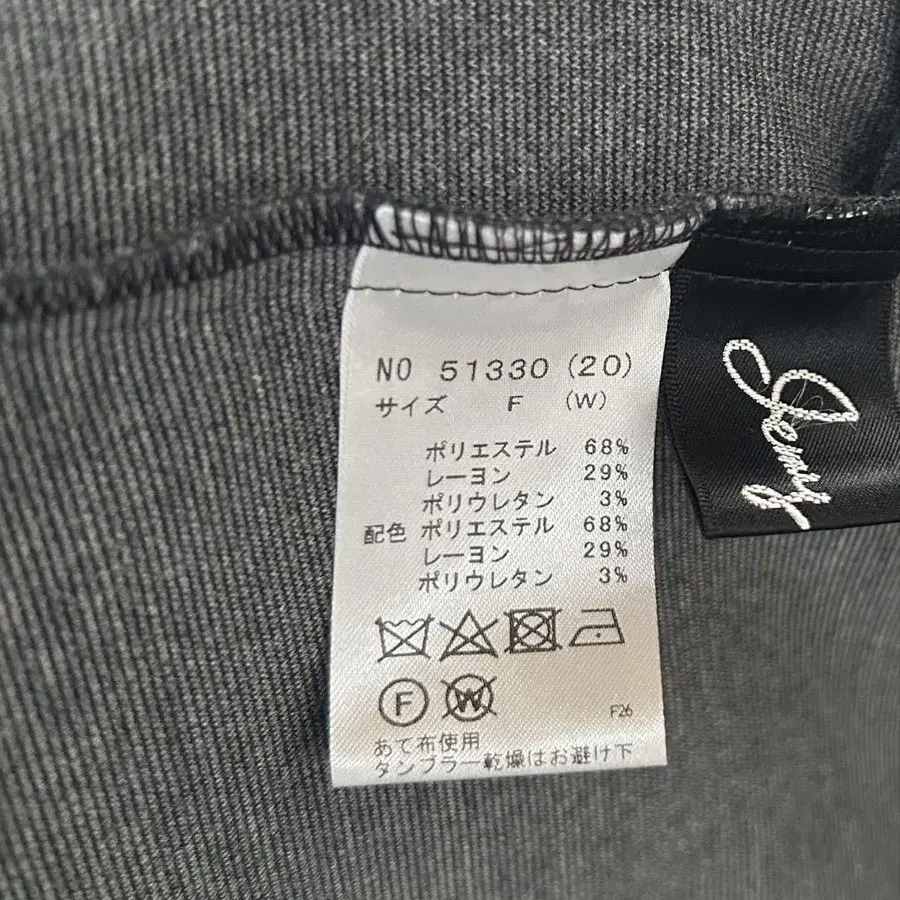 NO 51330 (20)
サイズ F (W)
ポリエステル 68%
レーヨン 29%
ポリウレタン 3%
配色 ポリエステル 68%
レーヨン 29%
ポリウレタン 3%
F W
F26
あて布使用
タンブラー乾燥はお避け下